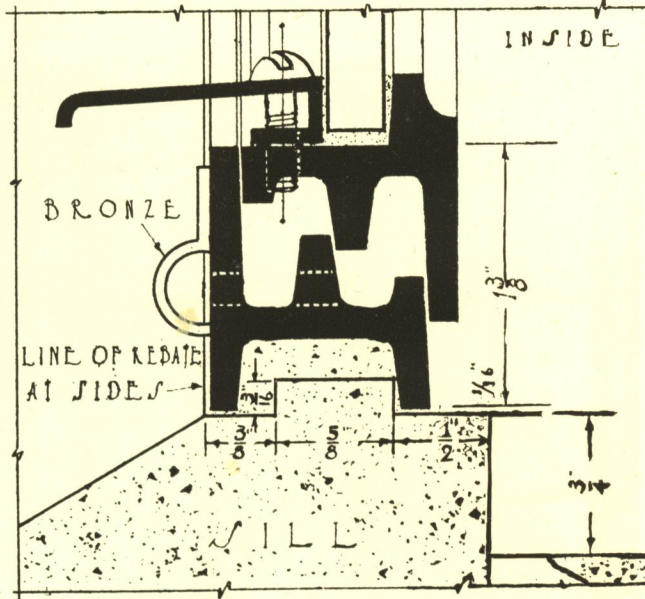 INSIDE
BRONZE
1 3/8"
LINE OF REBATE
AT SIDES
1/16"
3/16"
3/8 5/8 1/2"
3/4"
SILL